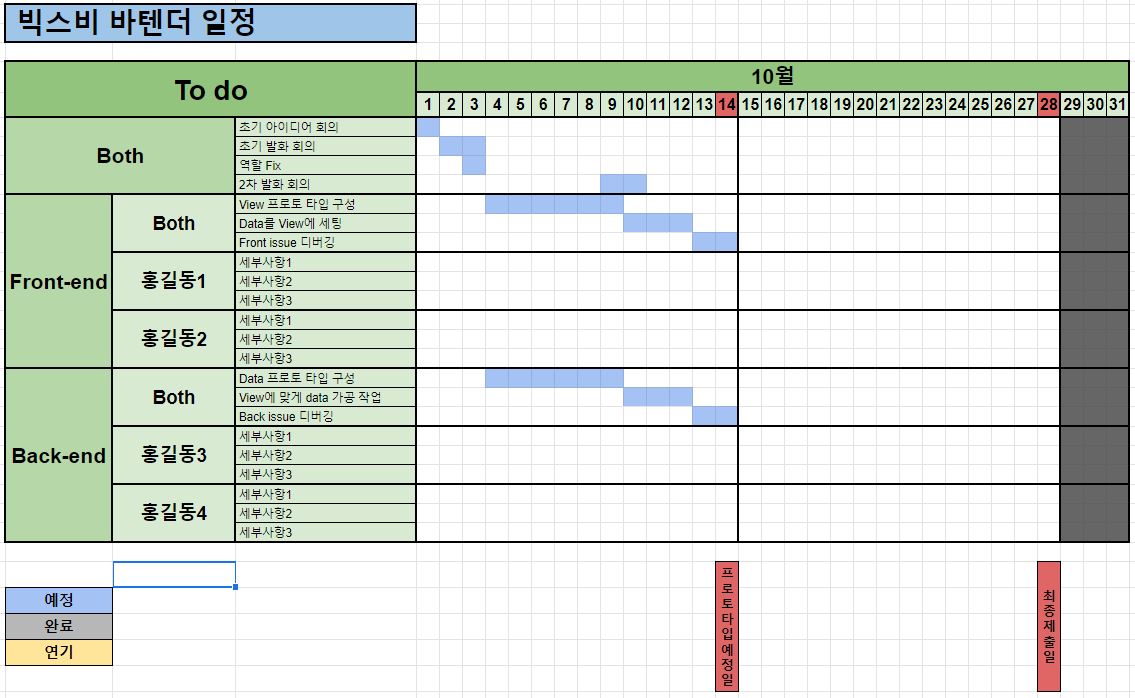 빅스비 바텐더 일정
To do
10월
1 2 3 4 5 6 7 8 9 10 11 12 13 14 15 16 17 18 19 20 21 22 23 24 25 26 27 28 29 30 31
Both
초기 아이디어 회의
초기 발화 회의
역할 Fix
2차 발화 회의
Front-end
Both
View 프로토 타입 구성
Data를 View에 세팅
Front issue 디버깅
홍길동1
세부사항1
세부사항2
세부사항3
홍길동2
세부사항1
세부사항2
세부사항3
Back-end
Both
Data 프로토 타입 구성
View에 맞게 data 가공 작업
Back issue 디버깅
홍길동3
세부사항1
세부사항2
세부사항3
홍길동4
세부사항1
세부사항2
세부사항3
예정
완료
연기
프로토타입예정일
최종제출일